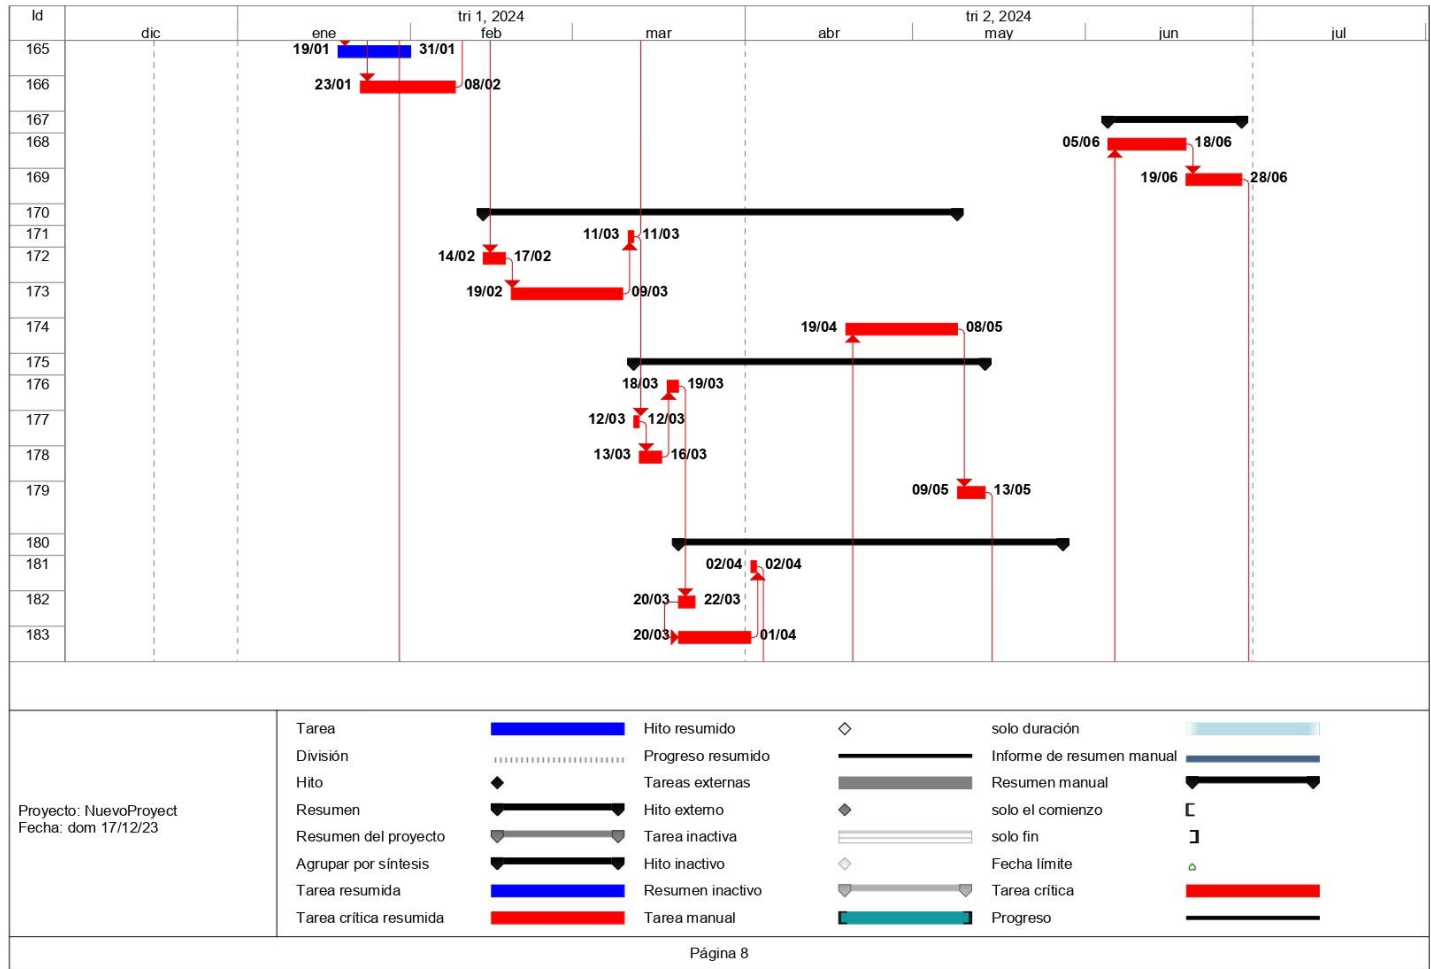 Id
tri 1, 2024
tri 2, 2024
dic
ene
feb
mar
abr
may
jun
jul
165
19/01
31/01
166
23/01
08/02
167
168
05/06
18/06
169
19/06
28/06
170
171
11/03
11/03
172
14/02
17/02
173
19/02
09/03
174
19/04
08/05
175
176
18/03
19/03
177
12/03
12/03
178
13/03
16/03
179
09/05
13/05
180
181
02/04
02/04
182
20/03
22/03
183
20/03
01/04
Proyecto: NuevoProyect
Fecha: dom 17/12/23
Tarea
División
Hito
Resumen
Resumen del proyecto
Agrupar por síntesis
Tarea resumida
Tarea crítica resumida
Hito resumido
Progreso resumido
Tareas externas
Hito externo
Tarea inactiva
Hito inactivo
Resumen inactivo
Tarea manual
solo duración
Informe de resumen manual
Resumen manual
solo el comienzo
solo fin
Fecha límite
Tarea crítica
Progreso
Página 8